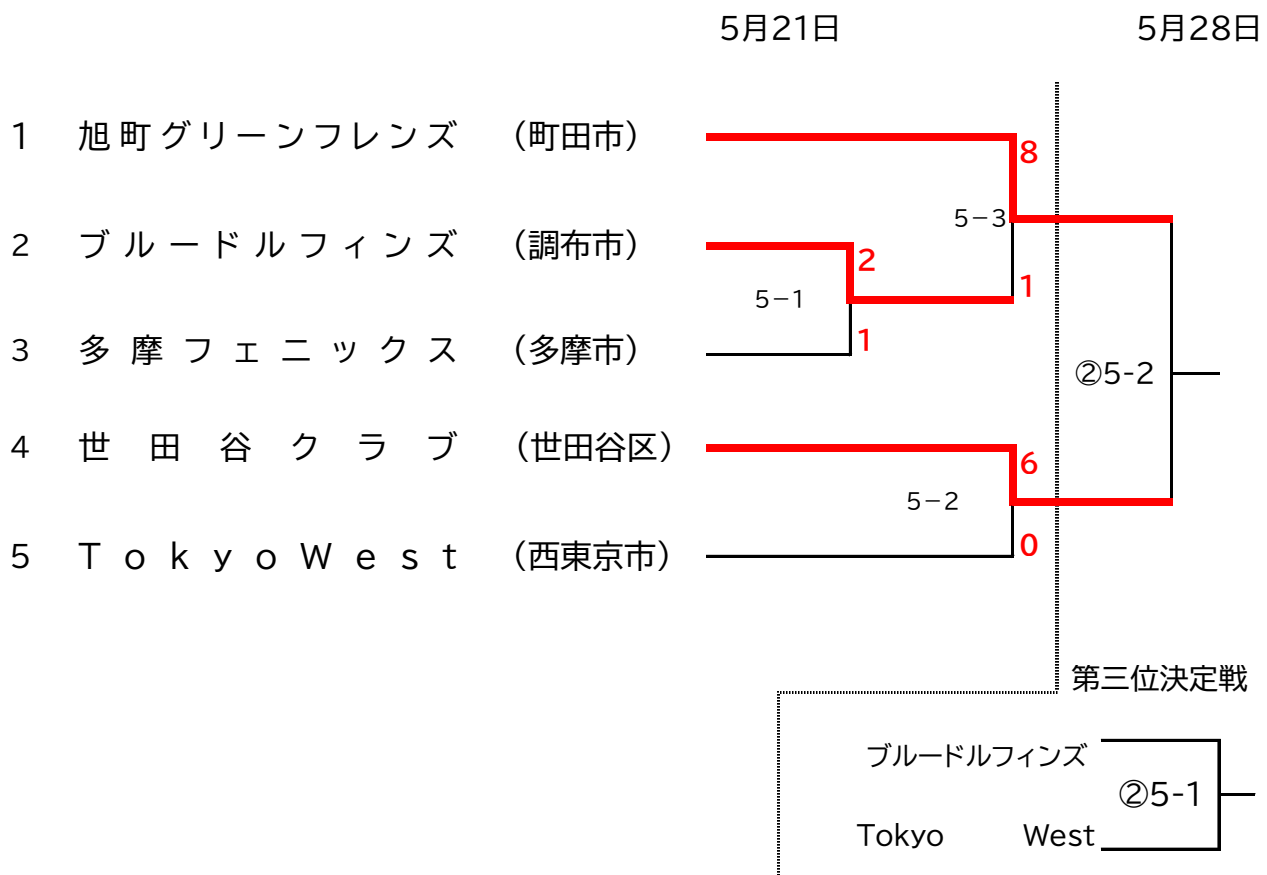 5月21日 5月28日
1 旭町グリーンフレンズ （町田市）
8
5－3
2 ブルードルフィンズ （調布市）
2
1
5－1
1
3 多摩フェニックス （多摩市）
②5-2
4 世田谷クラブ （世田谷区）
6
5－2
0
5 TokyoWest （西東京市）
第三位決定戦
ブルードルフィンズ
②5-1
Tokyo West